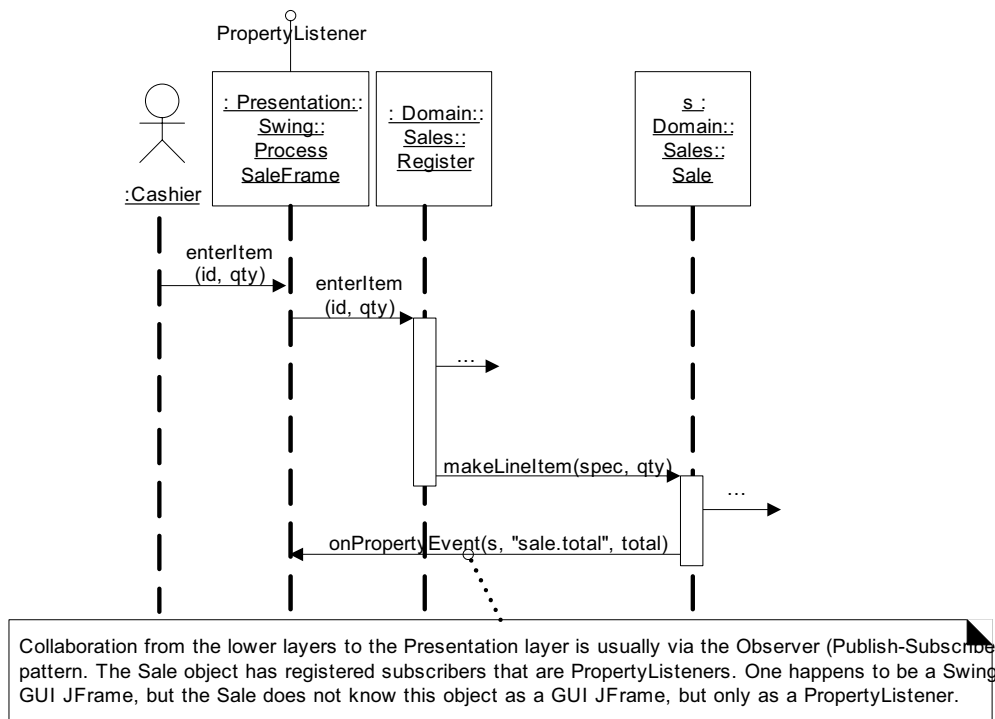 PropertyListener
: Presentation::
Swing::
Process
SaleFrame
: Domain::
Sales::
Register
s :
Domain::
Sales::
Sale
:Cashier
enterItem
(id, qty)
enterItem
(id, qty)
...
makeLineItem(spec, qty)
...
onPropertyEvent(s, "sale.total", total)
Collaboration from the lower layers to the Presentation layer is usually via the Observer (Publish-Subscribe
pattern. The Sale object has registered subscribers that are PropertyListeners. One happens to be a Swing
GUI JFrame, but the Sale does not know this object as a GUI JFrame, but only as a PropertyListener.